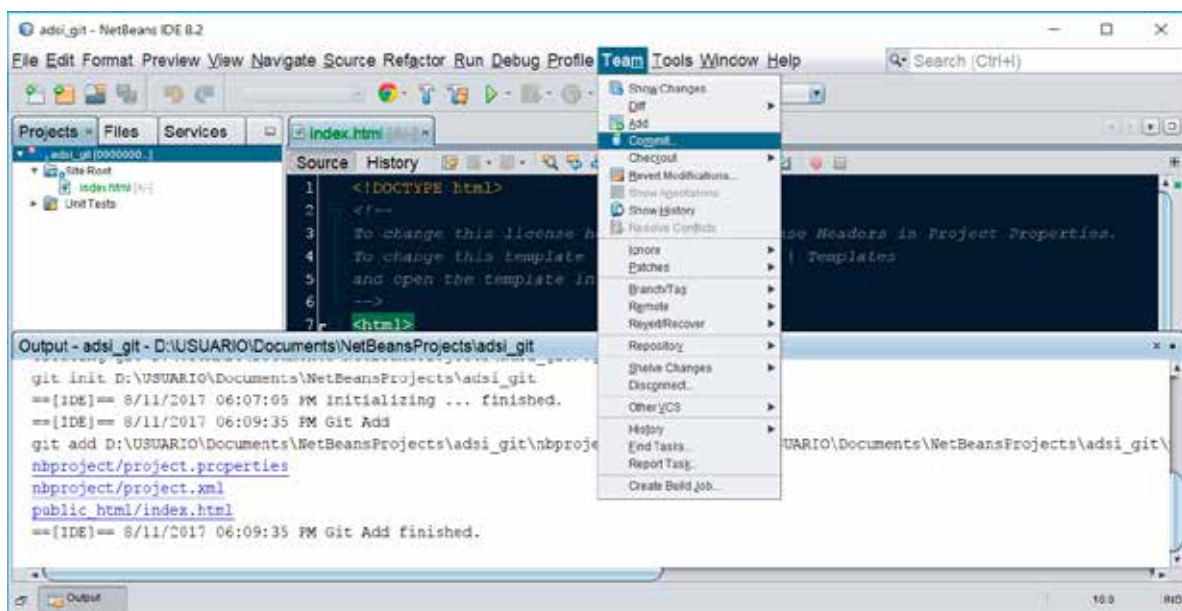 adsi_git - NetBeans IDE 8.2
File Edit Format Preview View Navigate Source Refactor Run Debug Profile Team Tools Window Help
Search (Ctrl+I)
Projects Files Services
index.html
adsi_git [0000000..]
Site Root
index.html [-/-]
Unit Tests
Source History
1 <!DOCTYPE html>
2 <!--
3 To change this license h se Headers in Project Properties.
4 To change this template | Templates
5 and open the template in
6 -->
7 <html>
Show Changes
Diff
Add
Commit...
Checkout
Revert Modifications...
Show Annotations
Show History
Resolve Conflicts
Ignore
Patches
Branch/Tag
Remote
Revert/Recover
Repository
Shelve Changes
Disconnect...
Other VCS
History
Find Tasks...
Report Task...
Create Build Job...
Output - adsi_git - D:\USUARIO\Documents\NetBeansProjects\adsi_git
git init D:\USUARIO\Documents\NetBeansProjects\adsi_git
==[IDE]== 8/11/2017 06:07:05 PM Initializing ... finished.
==[IDE]== 8/11/2017 06:09:35 PM Git Add
git add D:\USUARIO\Documents\NetBeansProjects\adsi_git\nbproje UARIO\Documents\NetBeansProjects\adsi_git\
nbproject/project.properties
nbproject/project.xml
public_html/index.html
==[IDE]== 8/11/2017 06:09:35 PM Git Add finished.
Output
INS